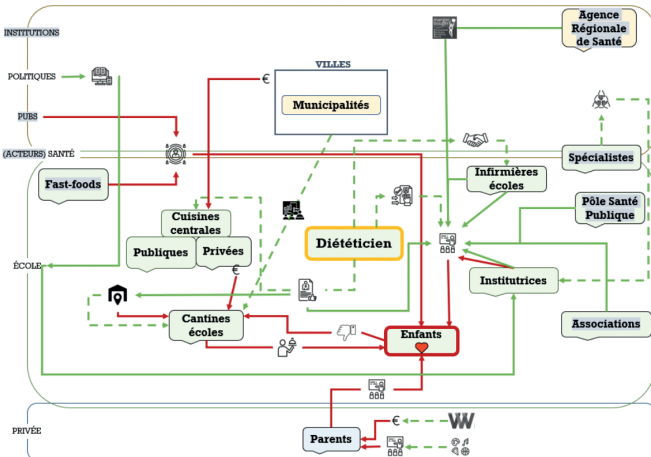 Agence
Régionale
de Santé
INSTITUTIONS
VILLES
POLITIQUES
€
Municipalités
PUBS
(ACTEURS) SANTÉ
Spécialistes
Fast-foods
Infirmières
écoles
Pôle Santé
Publique
Cuisines
centrales
Publiques
Privées
Diététicien
ÉCOLE
€
Institutrices
Cantines
écoles
Associations
Enfants
PRIVÉE
Parents
€